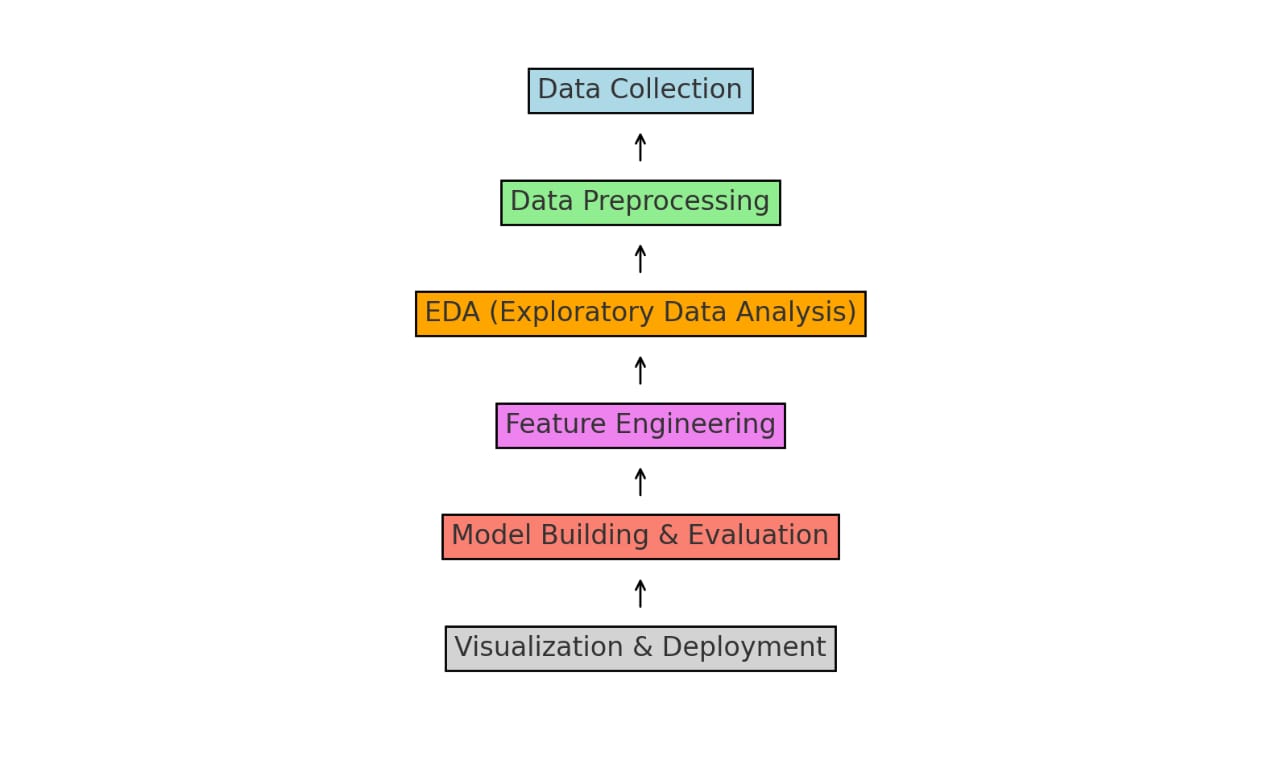 Data Collection
Data Preprocessing
EDA (Exploratory Data Analysis)
Feature Engineering
Model Building & Evaluation
Visualization & Deployment